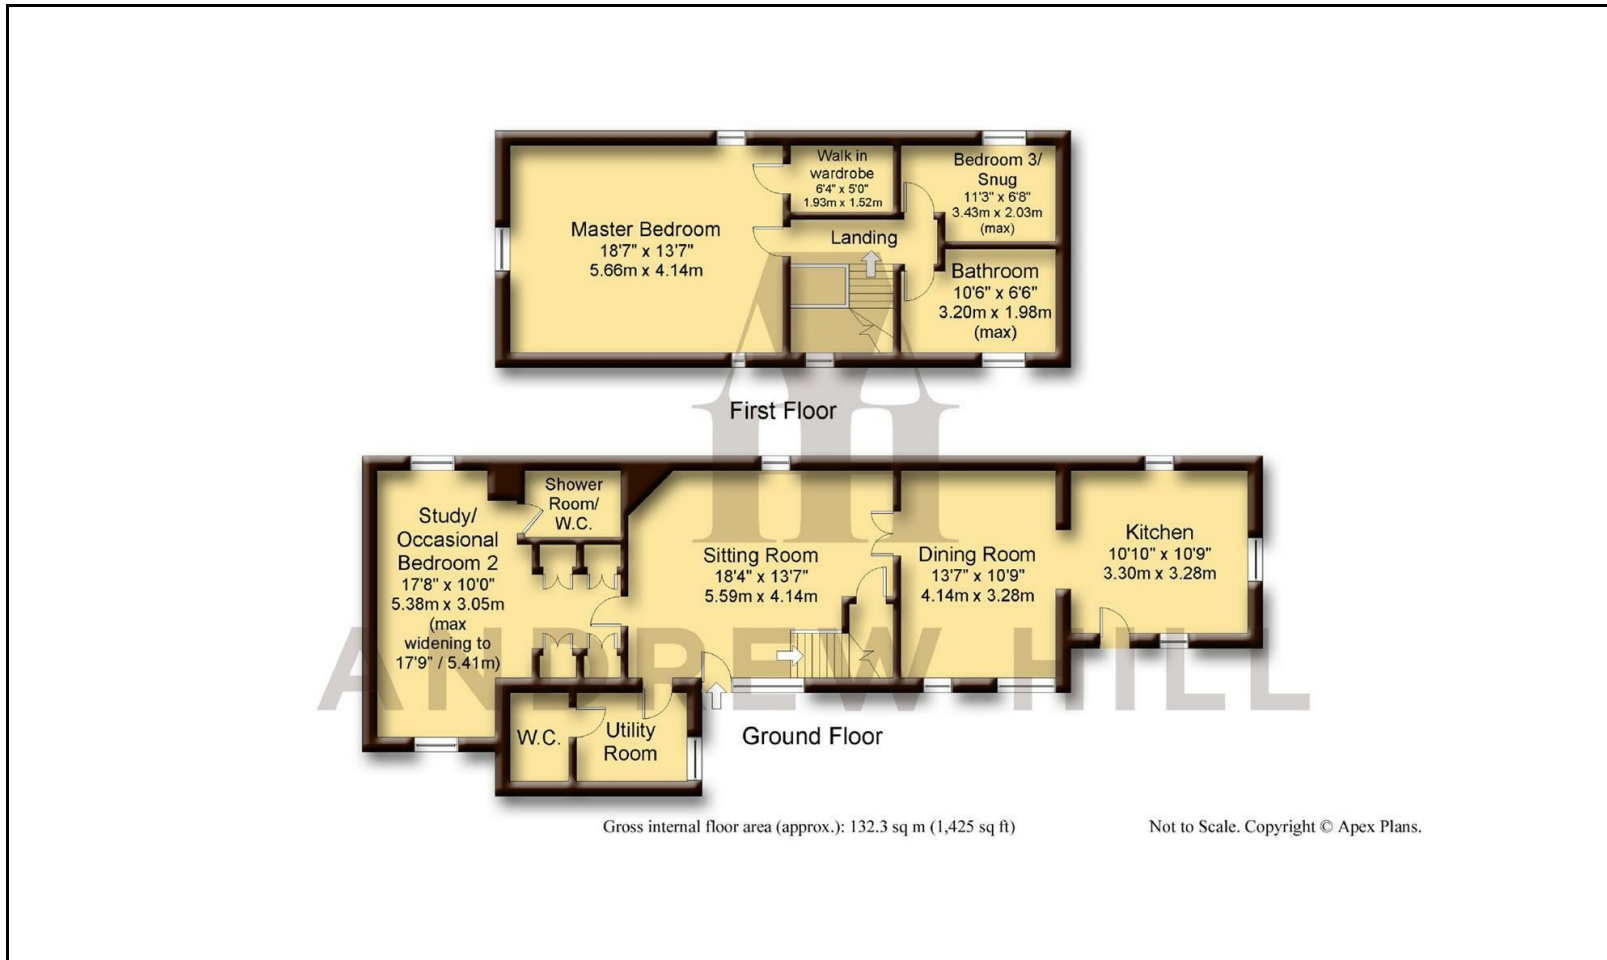 Master Bedroom
18'7" x 13'7"
5.66m x 4.14m
Walk in
wardrobe
6'4" x 5'0"
1.93m x 1.52m
Bedroom 3/
Snug
11'3" x 6'8"
3.43m x 2.03m
(max)
Landing
Bathroom
10'6" x 6'6"
3.20m x 1.98m
(max)
First Floor
Study/
Occasional
Bedroom 2
17'8" x 10'0"
5.38m x 3.05m
(max
widening to
17'9" / 5.41m)
Shower
Room/
W.C.
Sitting Room
18'4" x 13'7"
5.59m x 4.14m
Dining Room
13'7" x 10'9"
4.14m x 3.28m
Kitchen
10'10" x 10'9"
3.30m x 3.28m
ANDREW HILL
W.C.
Utility
Room
Ground Floor
Gross internal floor area (approx.): 132.3 sq m (1,425 sq ft)
Not to Scale. Copyright © Apex Plans.